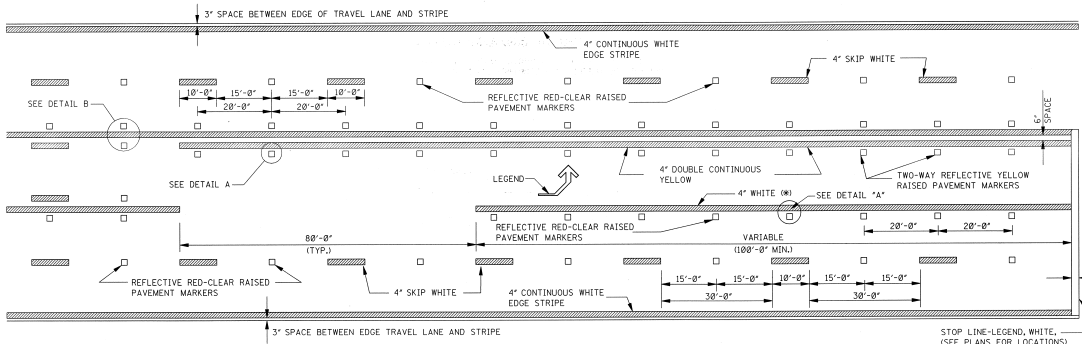 3" SPACE BETWEEN EDGE OF TRAVEL LANE AND STRIPE
4" CONTINUOUS WHITE
EDGE STRIPE
4" SKIP WHITE
10'-0" 15'-0" 15'-0" 10'-0"
20'-0" 20'-0"
REFLECTIVE RED-CLEAR RAISED
PAVEMENT MARKERS
SEE DETAIL B
6"
SPACE
SEE DETAIL A
LEGEND
4" DOUBLE CONTINUOUS
YELLOW
TWO-WAY REFLECTIVE YELLOW
RAISED PAVEMENT MARKERS
4" WHITE (*)
SEE DETAIL "A"
REFLECTIVE RED-CLEAR RAISED
PAVEMENT MARKERS
20'-0" 20'-0"
80'-0"
(TYP.)
VARIABLE
(100'-0" MIN.)
REFLECTIVE RED-CLEAR RAISED
PAVEMENT MARKERS
4" SKIP WHITE
4" CONTINUOUS WHITE
EDGE STRIPE
15'-0" 15'-0" 10'-0" 15'-0" 15'-0"
30'-0" 30'-0"
3" SPACE BETWEEN EDGE TRAVEL LANE AND STRIPE
STOP LINE-LEGEND, WHITE,
(SEE PLANS FOR LOCATIONS)